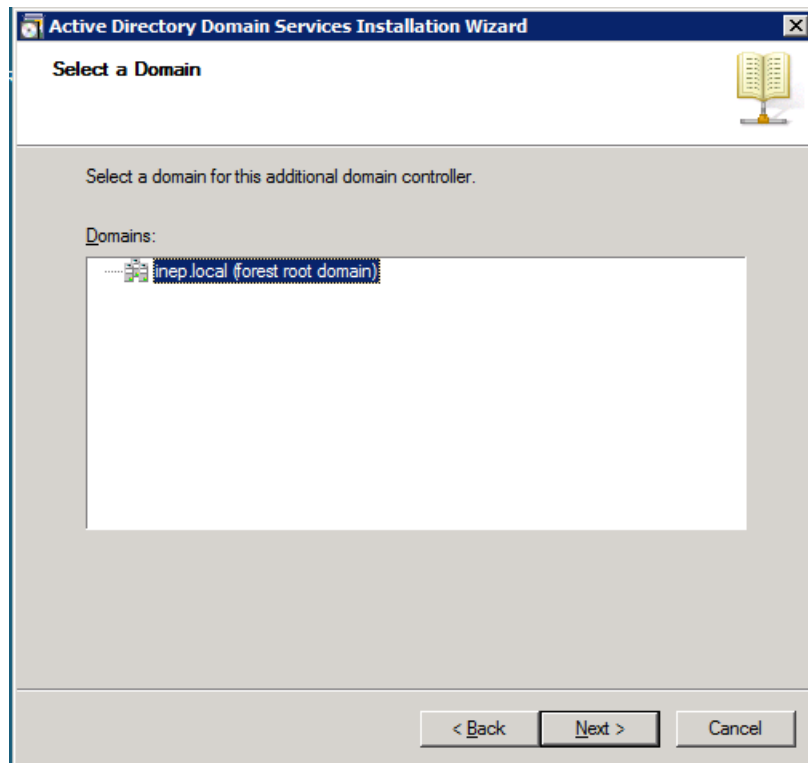 Active Directory Domain Services Installation Wizard
Select a Domain
Select a domain for this additional domain controller.
Domains:
inep.local (forest root domain)
< Back Next > Cancel